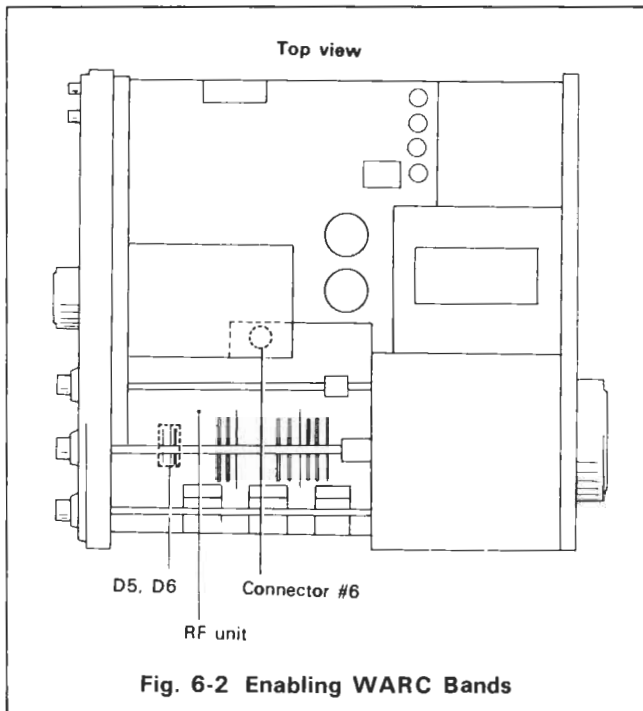 Top view
D5, D6
Connector #6
RF unit
Fig. 6-2 Enabling WARC Bands